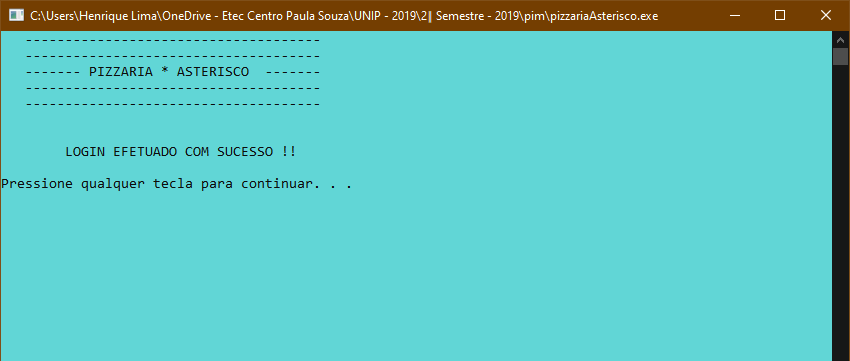 C:\Users\Henrique Lima\OneDrive - Etec Centro Paula Souza\UNIP - 2019\2║ Semestre - 2019\pim\pizzariaAsterisco.exe
-------------------------------------
-------------------------------------
------- PIZZARIA * ASTERISCO  -------
-------------------------------------
-------------------------------------
LOGIN EFETUADO COM SUCESSO !!
Pressione qualquer tecla para continuar. . .